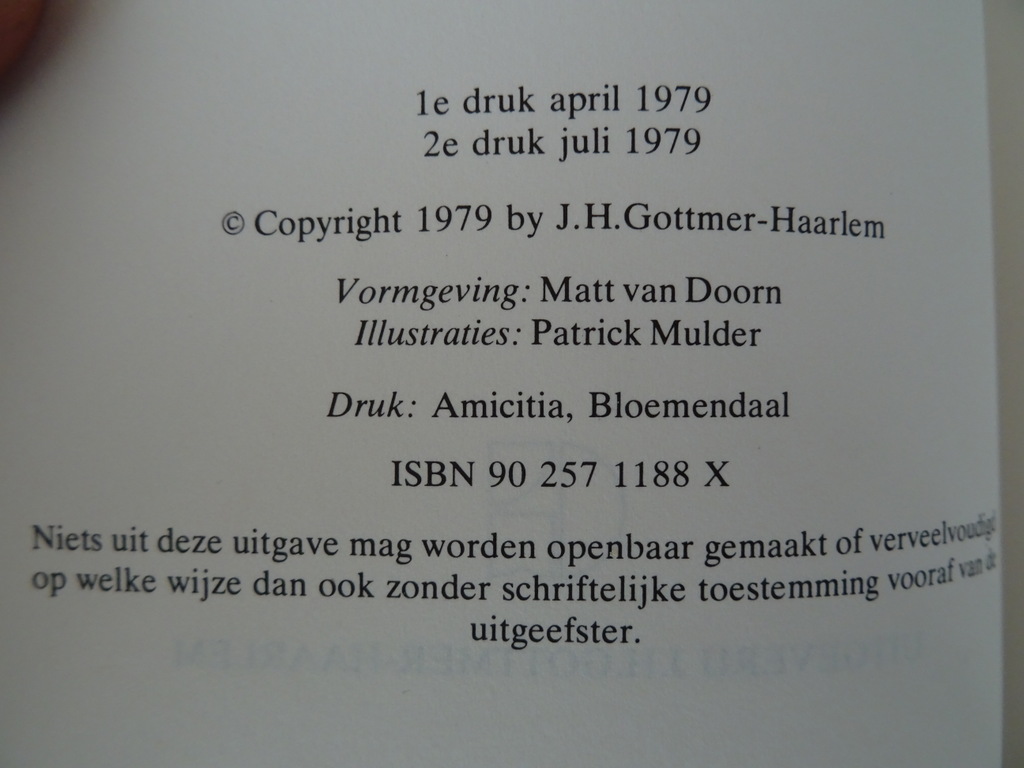 1e druk april 1979
2e druk juli 1979
© Copyright 1979 by J.H.Gottmer-Haarlem
Vormgeving: Matt van Doorn
Illustraties: Patrick Mulder
Druk: Amicitia, Bloemendaal
ISBN 90 257 1188 X
Niets uit deze uitgave mag worden openbaar gemaakt of verveelvoudigd
op welke wijze dan ook zonder schriftelijke toestemming vooraf van de
uitgeefster.